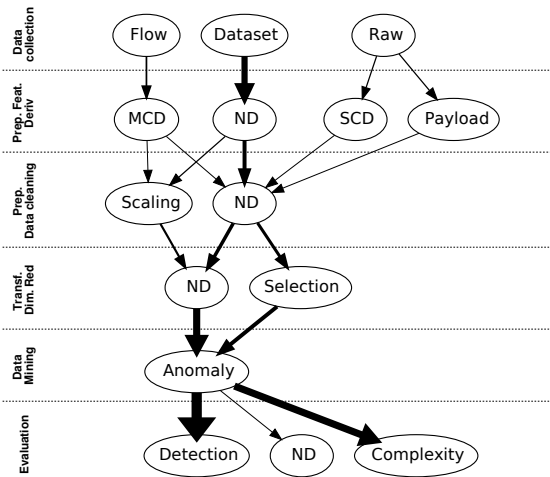 Data
collection
Flow
Dataset
Raw
Prep. Feat.
Deriv
MCD
ND
SCD
Payload
Prep.
Data cleaning
Scaling
ND
Transf.
Dim. Red
ND
Selection
Data
Mining
Anomaly
Evaluation
Detection
ND
Complexity